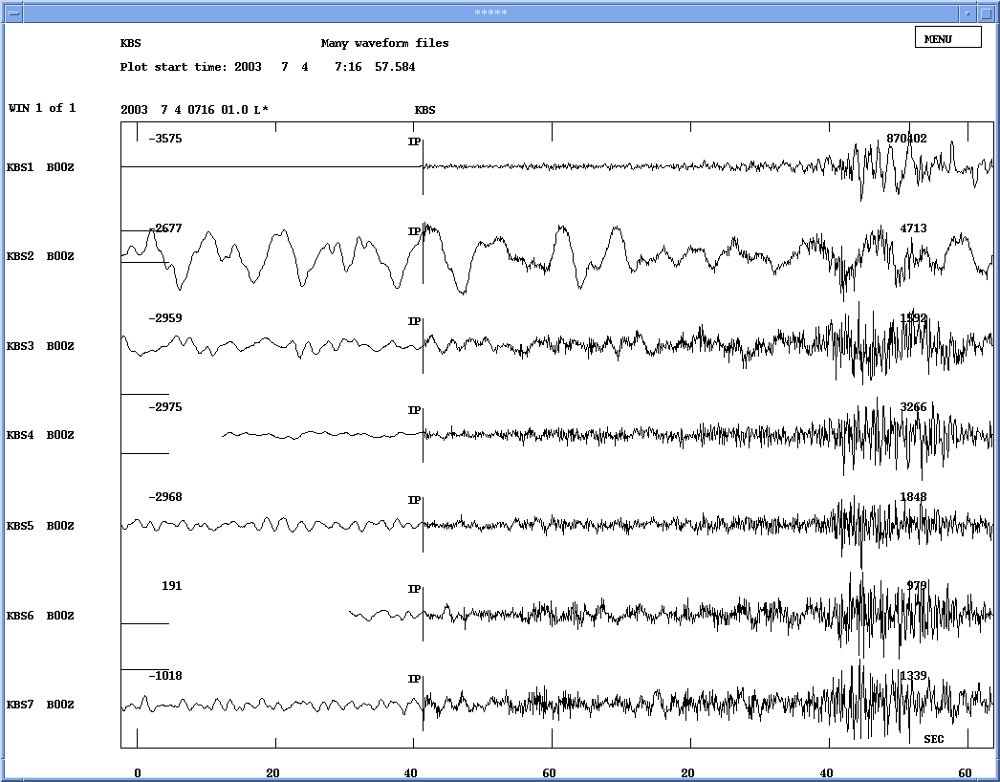 *****
MENU
KBS Many waveform files
Plot start time: 2003 7 4 7:16 57.584
WIN 1 of 1 2003 7 4 0716 01.0 L* KBS
-3575 IP 870402
KBS1 B00Z
-2677 IP 4713
KBS2 B00Z
-2959 IP 1592
KBS3 B00Z
-2975 IP 3266
KBS4 B00Z
-2968 IP 1848
KBS5 B00Z
191 IP 979
KBS6 B00Z
-1018 IP 1339
KBS7 B00Z
SEC
0 20 40 60 20 40 60